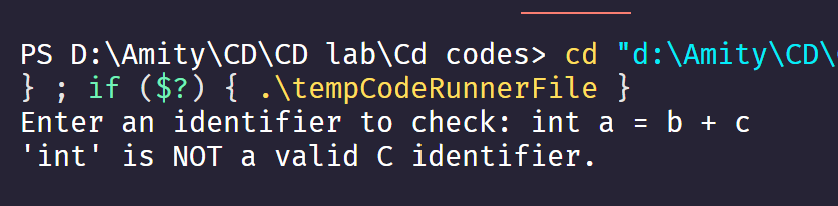 PS D:\Amity\CD\CD lab\Cd codes> cd "d:\Amity\CD\
} ; if ($?) { .\tempCodeRunnerFile }
Enter an identifier to check: int a = b + c
'int' is NOT a valid C identifier.